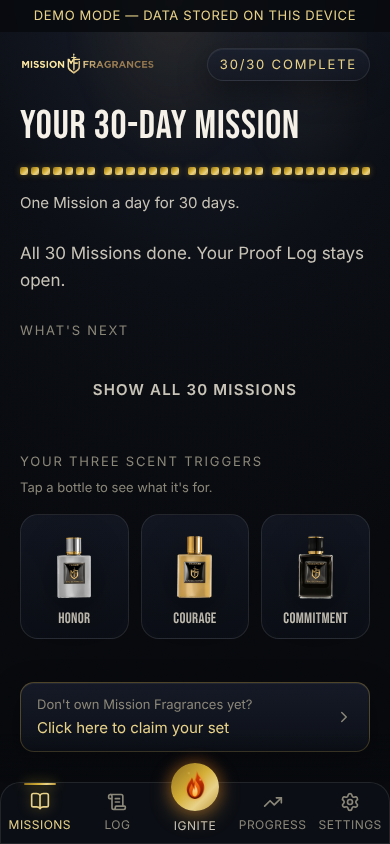 DEMO MODE — DATA STORED ON THIS DEVICE
MISSION FRAGRANCES
30/30 COMPLETE
YOUR 30-DAY MISSION
One Mission a day for 30 days.
All 30 Missions done. Your Proof Log stays
open.
WHAT'S NEXT
SHOW ALL 30 MISSIONS
YOUR THREE SCENT TRIGGERS
Tap a bottle to see what it's for.
HONOR COURAGE COMMITMENT
Don't own Mission Fragrances yet?
Click here to claim your set
MISSIONS LOG IGNITE PROGRESS SETTINGS